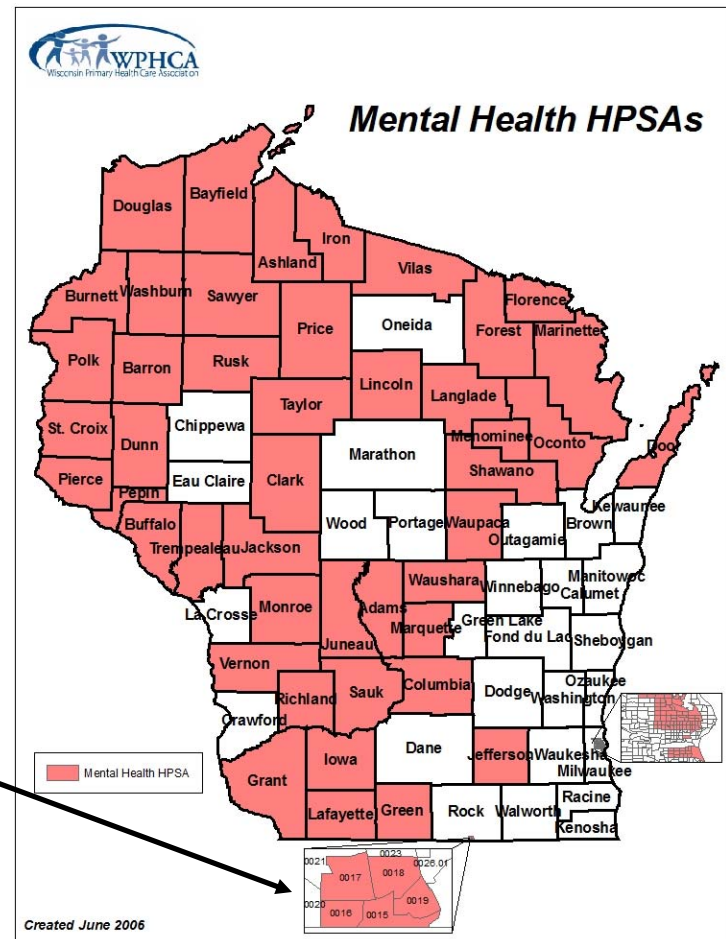 WPHCA
Wisconsin Primary Health Care Association
Mental Health HPSAs
Bayfield
Douglas
Iron
Ashland
Vilas
Burnett
Washburn
Sawyer
Florence
Price
Oneida
Forest
Marinette
Polk
Barron
Rusk
Lincoln
Langlade
Taylor
Chippewa
St. Croix
Dunn
Menominee
Oconto
Door
Marathon
Shawano
Pierce
Eau Claire
Clark
Pepin
Kewaunee
Buffalo
Wood
Portage
Waupaca
Brown
Outagamie
Trempealeau
Jackson
Waushara
Winnebago
Manitowoc
Calumet
La Crosse
Monroe
Adams
Green Lake
Marquette
Juneau
Fond du Lac
Sheboygan
Vernon
Richland
Sauk
Columbia
Dodge
Ozaukee
Washington
Crawford
Dane
Jefferson
Waukesha
Milwaukee
Mental Health HPSA
Iowa
Grant
Racine
Lafayette
Green
Rock
Walworth
Kenosha
0021
0023
0026.01
0017
0018
0020
0019
0016
0015
Created June 2006